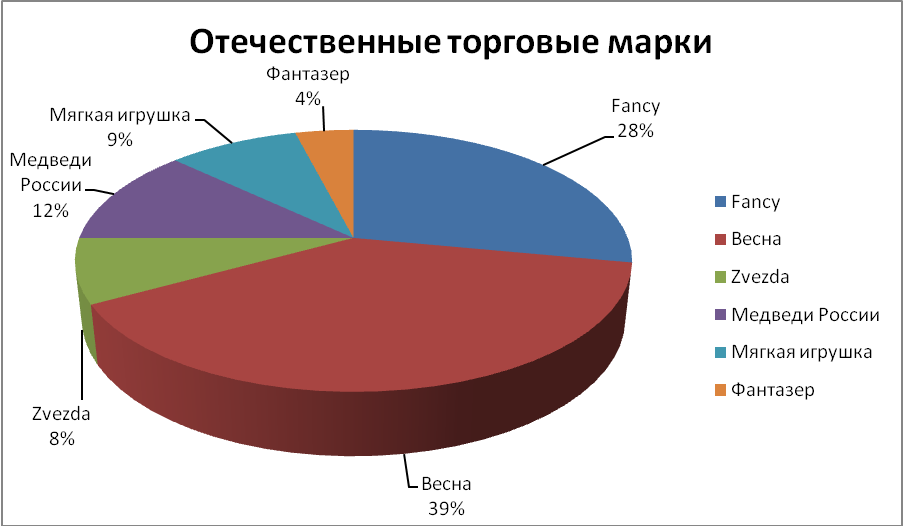 Отечественные торговые марки
Фантазер
4%
Fancy
28%
Мягкая игрушка
9%
Медведи
России
12%
Zvezda
8%
Весна
39%
Fancy
Весна
Zvezda
Медведи России
Мягкая игрушка
Фантазер